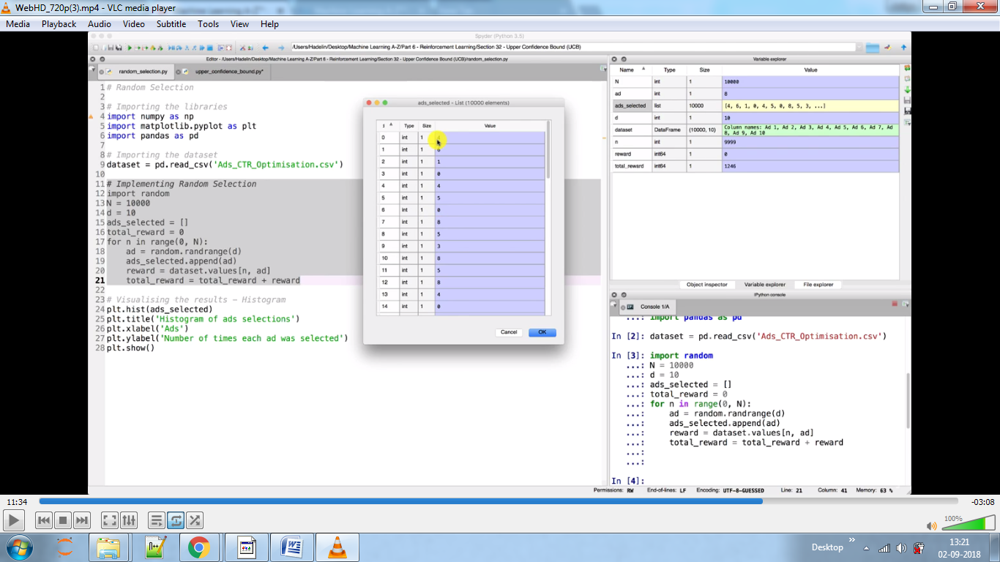 WebHD_720p(3).mp4 - VLC media player
Media Playback Audio Video Subtitle Tools View Help
Spyder (Python 3.5)
/Users/Hadelin/Desktop/Machine Learning A-Z/Part 6 - Reinforcement Learning/Section 32 - Upper Confidence Bound (UCB)
Editor - /Users/Hadelin/Desktop/Machine Learning A-Z/Part 6 - Reinforcement Learning/Section 32 - Upper Confidence Bound (UCB)/random_selection.py
random_selection.py upper_confidence_bound.py*
1 # Random Selection
2
3 # Importing the libraries
4 import numpy as np
5 import matplotlib.pyplot as plt
6 import pandas as pd
7
8 # Importing the dataset
9 dataset = pd.read_csv('Ads_CTR_Optimisation.csv')
10
11 # Implementing Random Selection
12 import random
13 N = 10000
14 d = 10
15 ads_selected = []
16 total_reward = 0
17 for n in range(0, N):
18 ad = random.randrange(d)
19 ads_selected.append(ad)
20 reward = dataset.values[n, ad]
21 total_reward = total_reward + reward
22
23 # Visualising the results – Histogram
24 plt.hist(ads_selected)
25 plt.title('Histogram of ads selections')
26 plt.xlabel('Ads')
27 plt.ylabel('Number of times each ad was selected')
28 plt.show()
ads_selected - List (10000 elements)
Type Size Value
0 int 1
1 int 1 6
2 int 1 1
3 int 1 0
4 int 1 4
5 int 1 5
6 int 1 0
7 int 1 8
8 int 1 5
9 int 1 3
10 int 1 8
11 int 1 5
12 int 1 8
13 int 1 4
14 int 1 0
Cancel OK
Variable explorer
Name Type Size Value
N int 1 10000
ad int 1 8
ads_selected list 10000 [4, 6, 1, 0, 4, 5, 0, 8, 5, 3, ...]
d int 1 10
dataset DataFrame (10000, 10) Column names: Ad 1, Ad 2, Ad 3, Ad 4, Ad 5, Ad 6, Ad 7, Ad
8, Ad 9, Ad 10
n int 1 9999
reward int64 1 0
total_reward int64 1 1246
Object inspector Variable explorer File explorer
IPython console
Console 1/A
...: import pandas as pd
In [2]: dataset = pd.read_csv('Ads_CTR_Optimisation.csv')
In [3]: import random
...: N = 10000
...: d = 10
...: ads_selected = []
...: total_reward = 0
...: for n in range(0, N):
...: ad = random.randrange(d)
...: ads_selected.append(ad)
...: reward = dataset.values[n, ad]
...: total_reward = total_reward + reward
...:
...:
In [4]:
Permissions: RW End-of-lines: LF Encoding: UTF-8-GUESSED Line: 21 Column: 41 Memory: 63 %
11:34 -03:08
100%
Desktop
13:21
02-09-2018